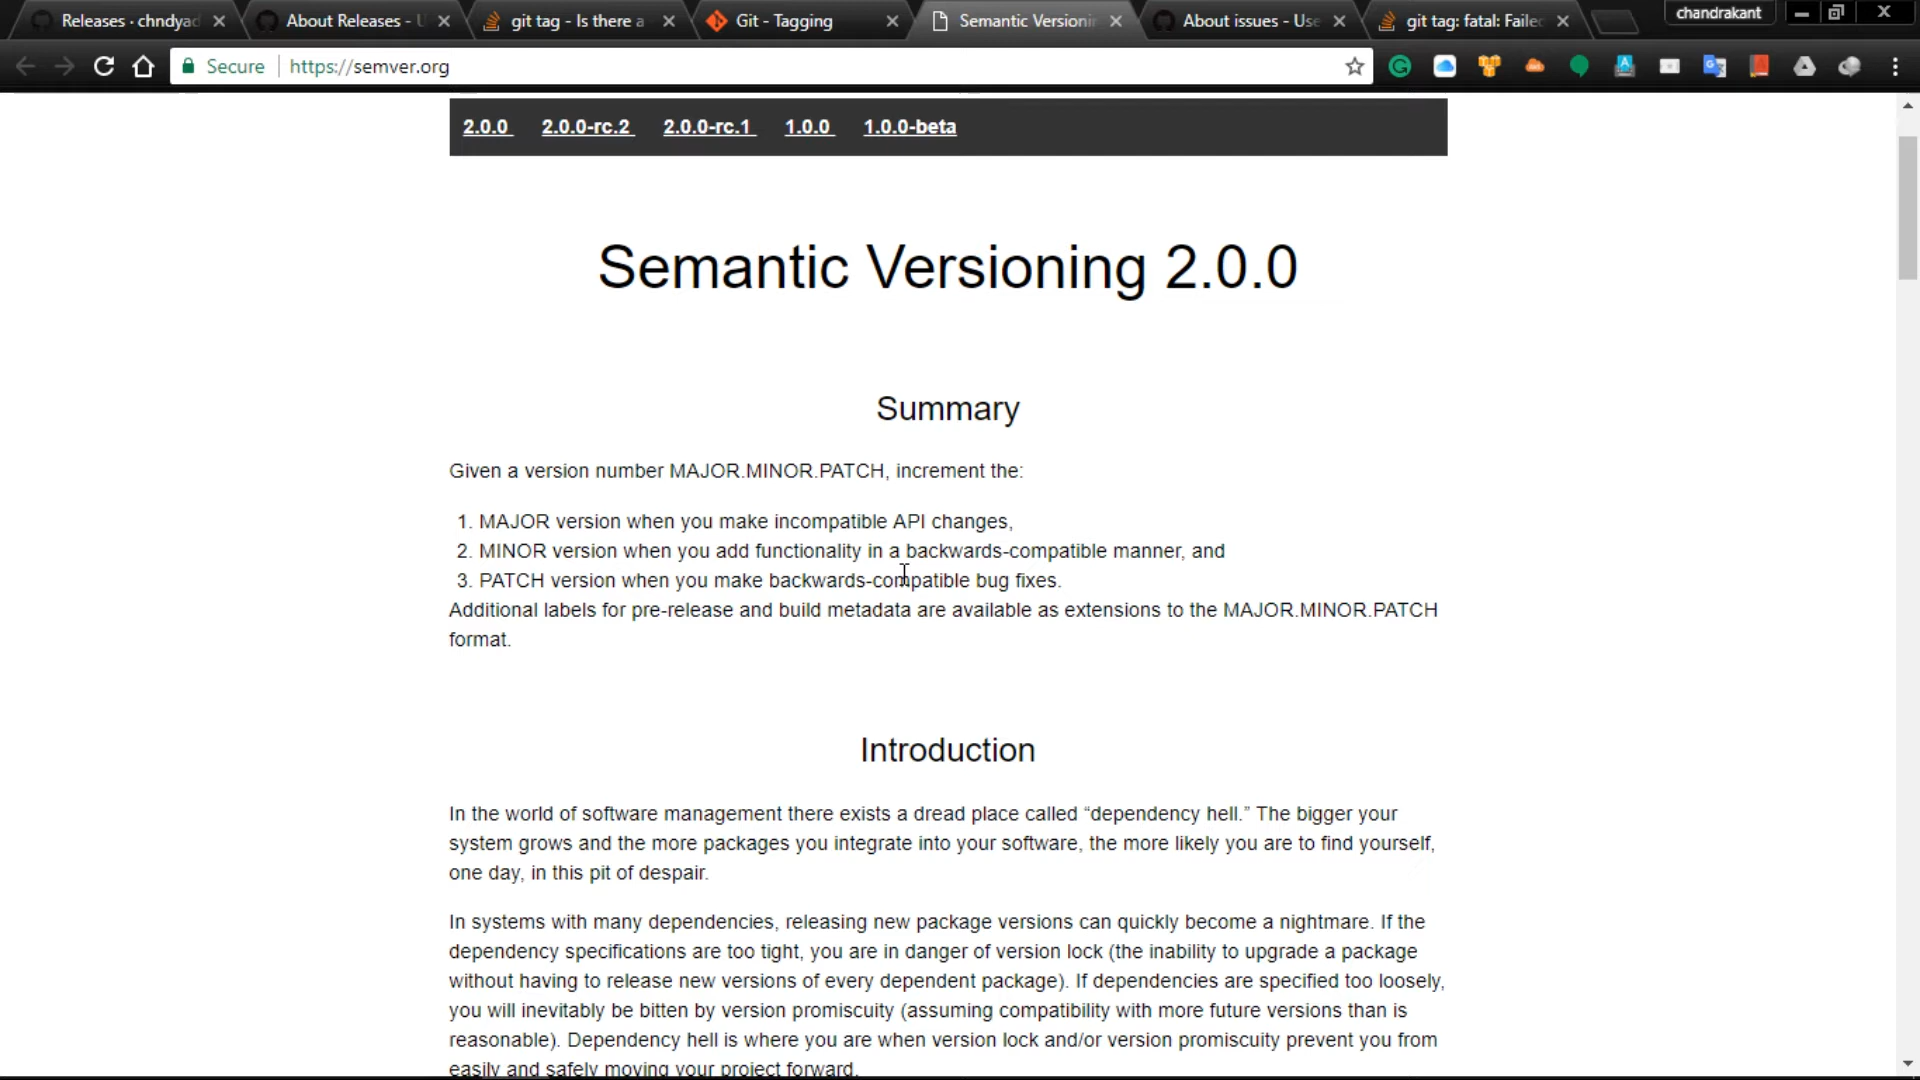 Releases · chndyad
About Releases - U
git tag - Is there a
Git - Tagging
Semantic Versionin
About issues - Use
git tag: fatal: Failed
chandrakant
Secure
https://semver.org
2.0.0 2.0.0-rc.2 2.0.0-rc.1 1.0.0 1.0.0-beta
Semantic Versioning 2.0.0
Summary
Given a version number MAJOR.MINOR.PATCH, increment the:
1. MAJOR version when you make incompatible API changes,
2. MINOR version when you add functionality in a backwards-compatible manner, and
3. PATCH version when you make backwards-compatible bug fixes.
Additional labels for pre-release and build metadata are available as extensions to the MAJOR.MINOR.PATCH
format.
Introduction
In the world of software management there exists a dread place called “dependency hell.” The bigger your
system grows and the more packages you integrate into your software, the more likely you are to find yourself,
one day, in this pit of despair.
In systems with many dependencies, releasing new package versions can quickly become a nightmare. If the
dependency specifications are too tight, you are in danger of version lock (the inability to upgrade a package
without having to release new versions of every dependent package). If dependencies are specified too loosely,
you will inevitably be bitten by version promiscuity (assuming compatibility with more future versions than is
reasonable). Dependency hell is where you are when version lock and/or version promiscuity prevent you from
easily and safely moving your project forward.